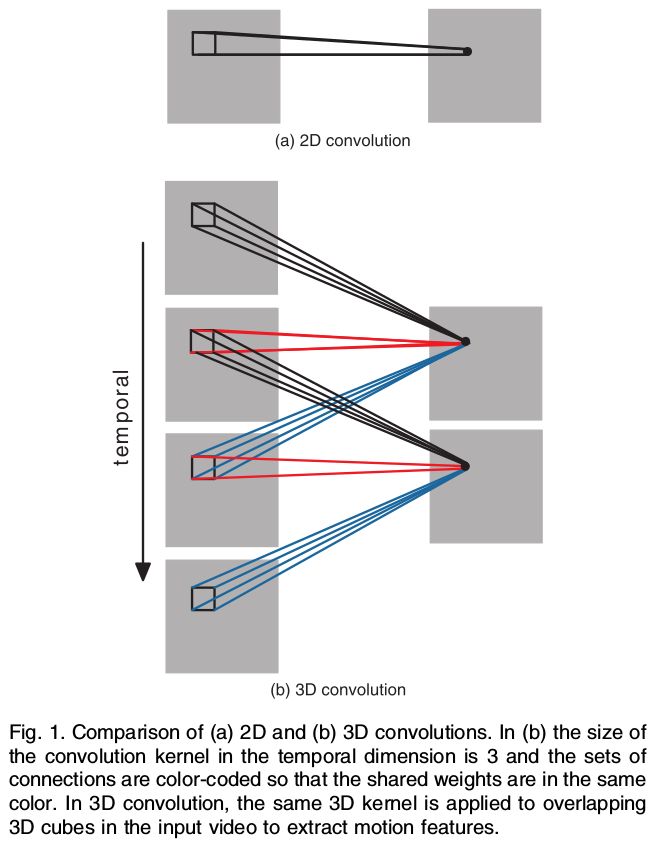 (a) 2D convolution
temporal
(b) 3D convolution
Fig. 1. Comparison of (a) 2D and (b) 3D convolutions. In (b) the size of
the convolution kernel in the temporal dimension is 3 and the sets of
connections are color-coded so that the shared weights are in the same
color. In 3D convolution, the same 3D kernel is applied to overlapping
3D cubes in the input video to extract motion features.